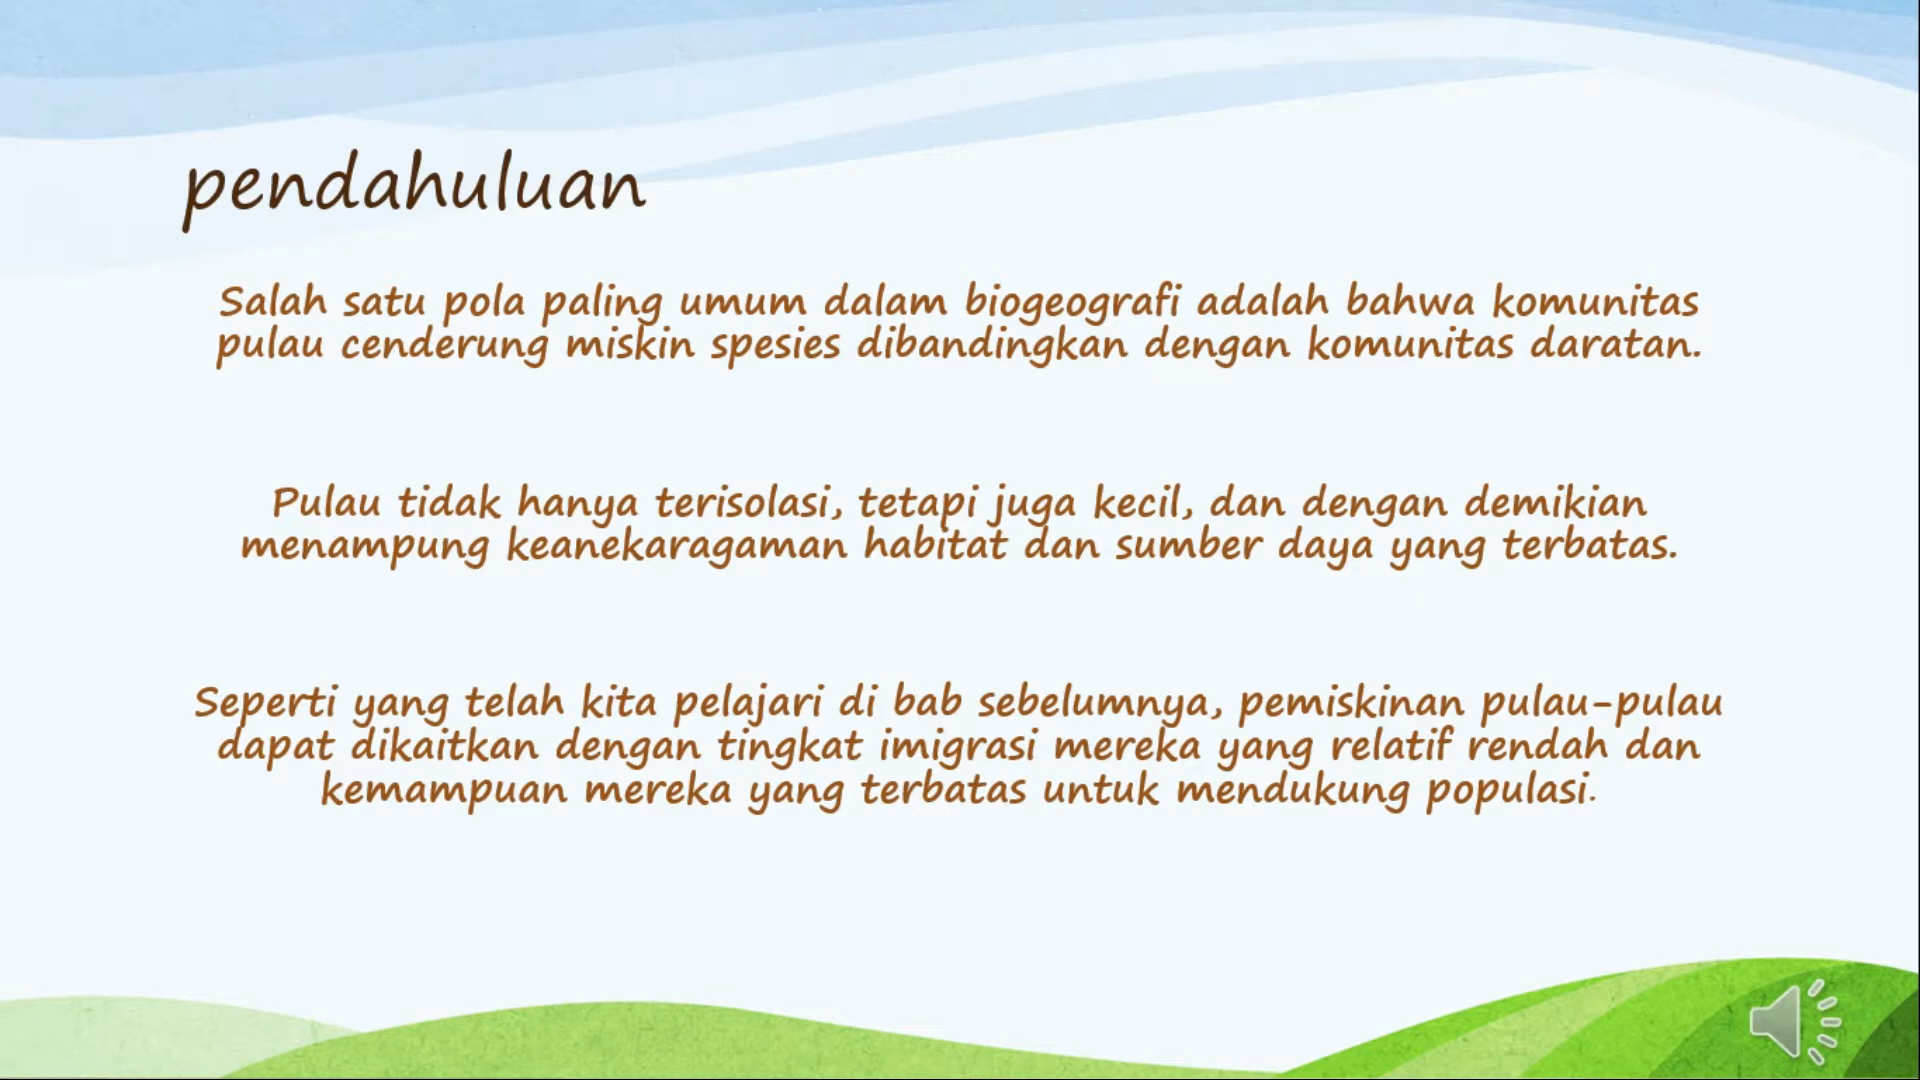 pendahuluan
Salah satu pola paling umum dalam biogeografi adalah bahwa komunitas
pulau cenderung miskin spesies dibandingkan dengan komunitas daratan.
Pulau tidak hanya terisolasi, tetapi juga kecil, dan dengan demikian
menampung keanekaragaman habitat dan sumber daya yang terbatas.
Seperti yang telah kita pelajari di bab sebelumnya, pemiskinan pulau-pulau
dapat dikaitkan dengan tingkat imigrasi mereka yang relatif rendah dan
kemampuan mereka yang terbatas untuk mendukung populasi.